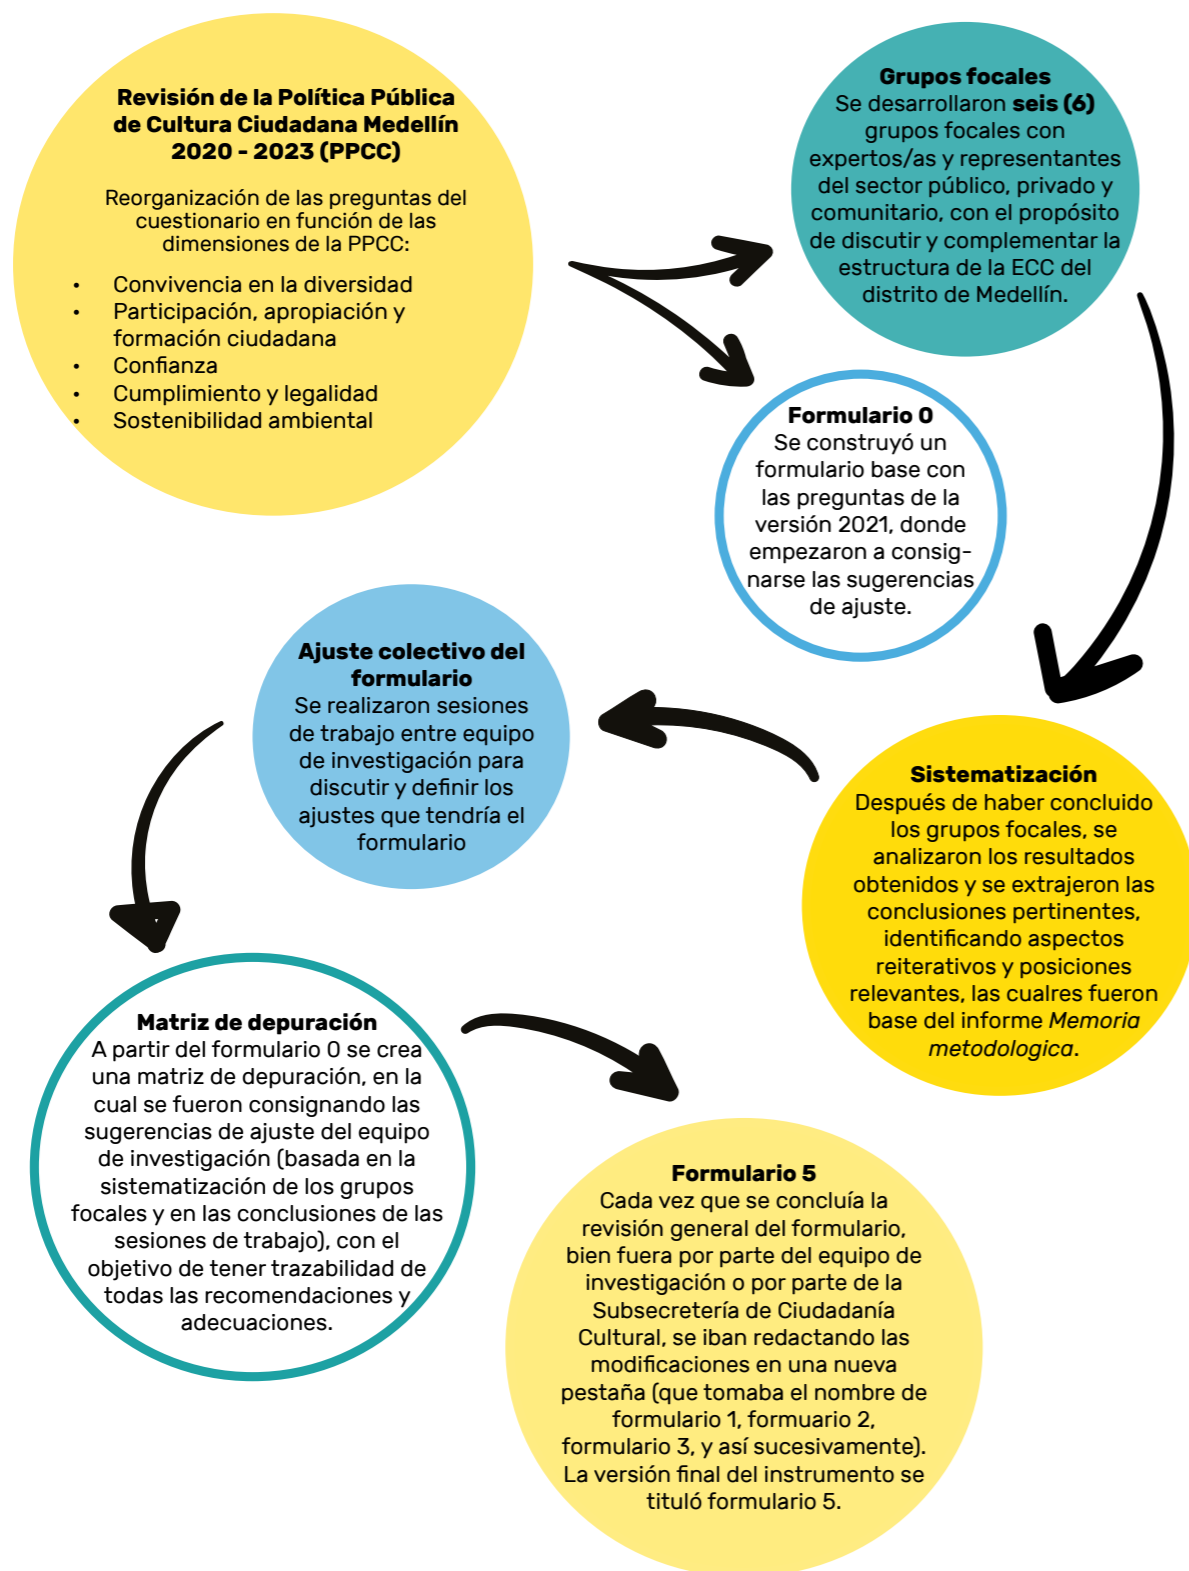 Revisión de la Política Pública
de Cultura Ciudadana Medellín
2020 - 2023 (PPCC)
Reorganización de las preguntas del
cuestionario en función de las
dimensiones de la PPCC:
• Convivencia en la diversidad
• Participación, apropiación y
formación ciudadana
• Confianza
• Cumplimiento y legalidad
• Sostenibilidad ambiental
Grupos focales
Se desarrollaron seis (6)
grupos focales con
expertos/as y representantes
del sector público, privado y
comunitario, con el propósito
de discutir y complementar la
estructura de la ECC del
distrito de Medellín.
Formulario 0
Se construyó un
formulario base con
las preguntas de la
versión 2021, donde
empezaron a consig-
narse las sugerencias
de ajuste.
Sistematización
Después de haber concluido
los grupos focales, se
analizaron los resultados
obtenidos y se extrajeron las
conclusiones pertinentes,
identificando aspectos
reiterativos y posiciones
relevantes, las cualres fueron
base del informe Memoria
metodologica.
Ajuste colectivo del
formulario
Se realizaron sesiones
de trabajo entre equipo
de investigación para
discutir y definir los
ajustes que tendría el
formulario
Matriz de depuración
A partir del formulario 0 se crea
una matriz de depuración, en la
cual se fueron consignando las
sugerencias de ajuste del equipo
de investigación (basada en la
sistematización de los grupos
focales y en las conclusiones de las
sesiones de trabajo), con el
objetivo de tener trazabilidad de
todas las recomendaciones y
adecuaciones.
Formulario 5
Cada vez que se concluía la
revisión general del formulario,
bien fuera por parte del equipo de
investigación o por parte de la
Subsecretería de Ciudadanía
Cultural, se iban redactando las
modificaciones en una nueva
pestaña (que tomaba el nombre de
formulario 1, formuario 2,
formulario 3, y así sucesivamente).
La versión final del instrumento se
tituló formulario 5.